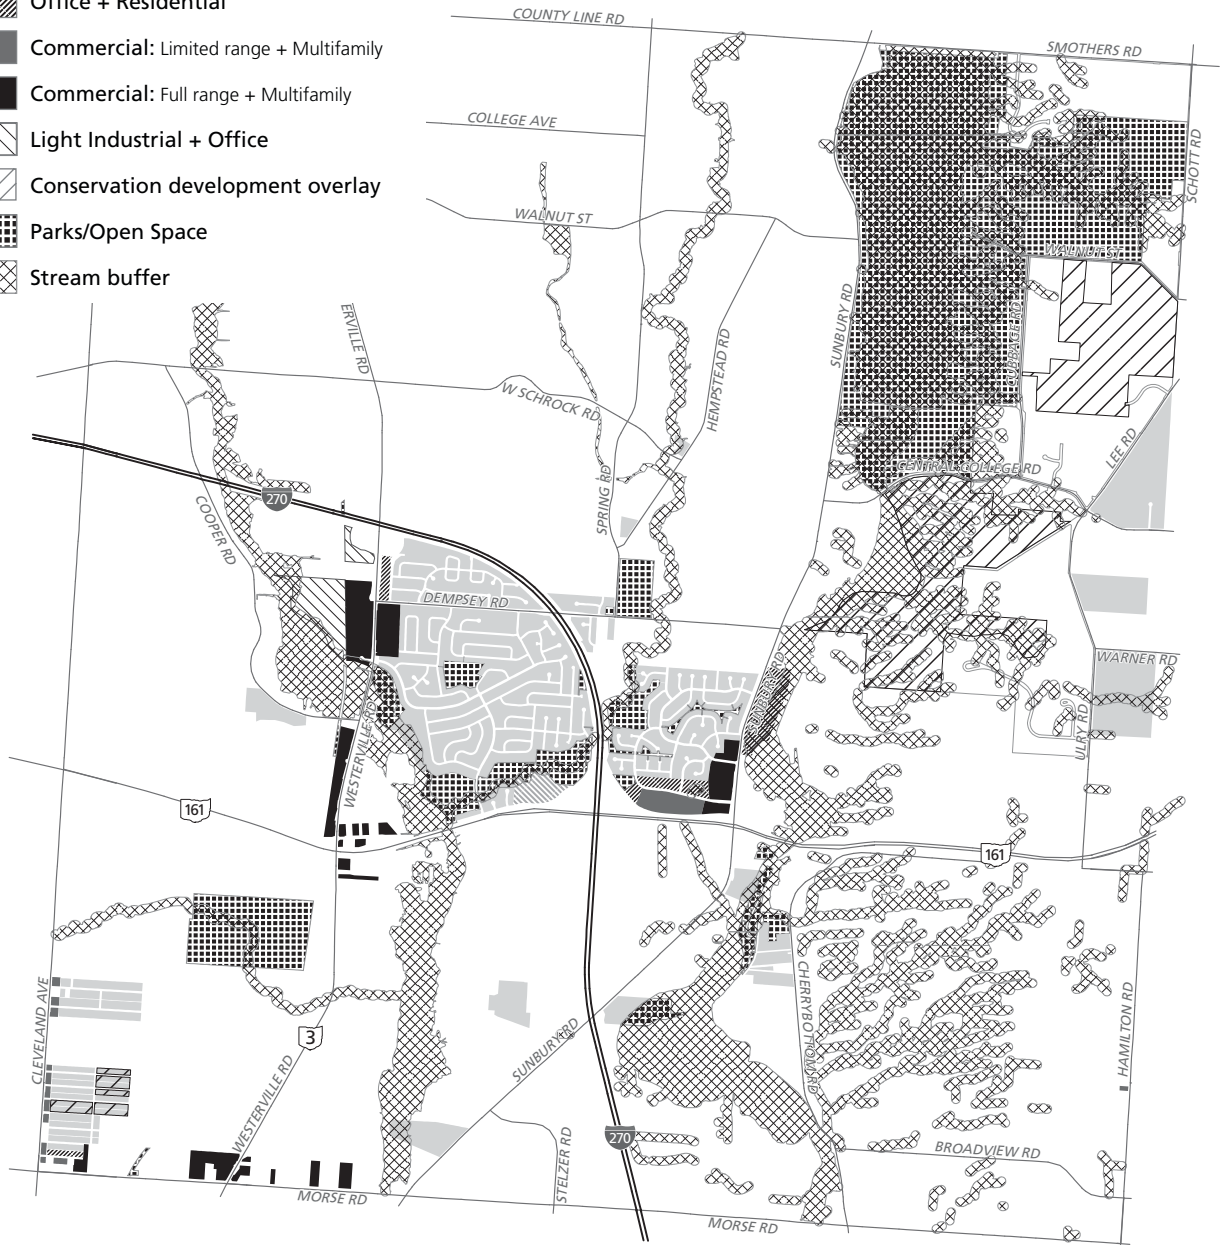 Office + Residential
Commercial: Limited range + Multifamily
Commercial: Full range + Multifamily
Light Industrial + Office
Conservation development overlay
Parks/Open Space
Stream buffer
COUNTY LINE RD
SMOTHERS RD
COLLEGE AVE
SCHOTT RD
WALNUT ST
WALNUT ST
SUNBURY RD
CUBBAGE RD
ERVILLE RD
HEMPSTEAD RD
W SCHROCK RD
LEE RD
CENTRAL COLLEGE RD
SPRING RD
270
COOPER RD
DEMPSEY RD
WARNER RD
SUNBURY RD
ULRY RD
WESTERVILLE RD
161
161
CLEVELAND AVE
CHERRYBOTTOM RD
HAMILTON RD
3
SUNBURY RD
WESTERVILLE RD
270
STELZER RD
BROADVIEW RD
MORSE RD
MORSE RD